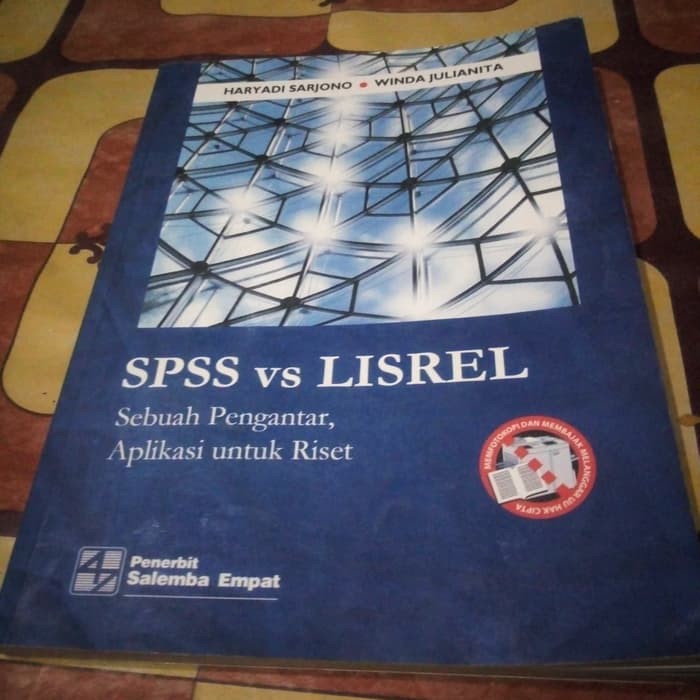 HARYADI SARJONO • WINDA JULIANITA
SPSS vs LISREL
Sebuah Pengantar,
Aplikasi untuk Riset
MEMFOTOKOPI DAN MEMBAJAK MELANGGAR UU HAK CIPTA
Penerbit
Salemba Empat